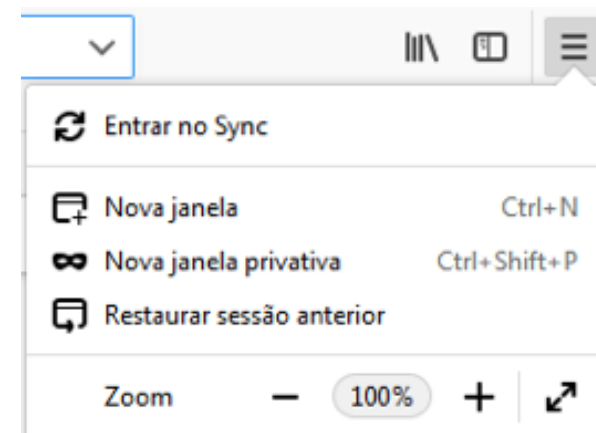 Entrar no Sync
Nova janela Ctrl+N
Nova janela privativa Ctrl+Shift+P
Restaurar sessão anterior
Zoom − 100% +